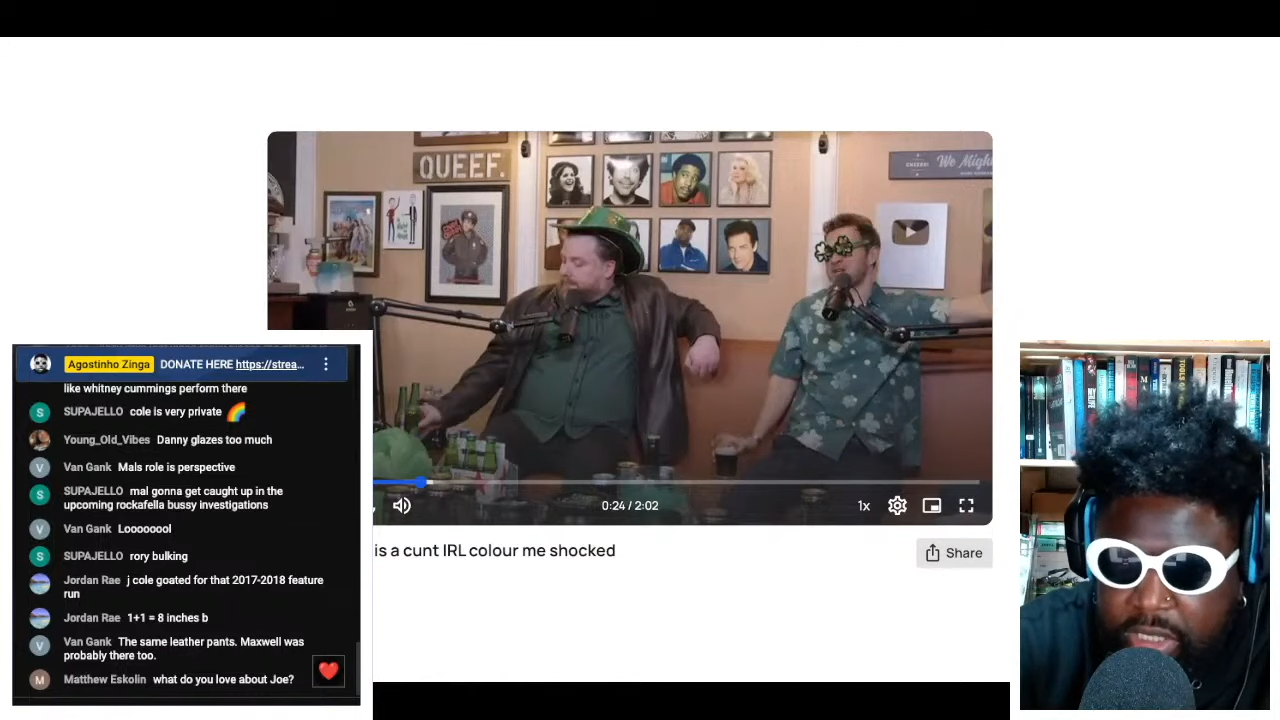 QUEEF.
CHEERS!
We Migh
0:24 / 2:02
1x
is a cunt IRL colour me shocked
Share
Agostinho Zinga DONATE HERE https://strea...
like whitney cummings perform there
S SUPAJELLO cole is very private 🌈
Young_Old_Vibes Danny glazes too much
V Van Gank Mals role is perspective
S SUPAJELLO mal gonna get caught up in the
upcoming rockafella bussy investigations
V Van Gank Looooool
S SUPAJELLO rory bulking
Jordan Rae j cole goated for that 2017-2018 feature
run
Jordan Rae 1+1 = 8 inches b
V Van Gank The same leather pants. Maxwell was
probably there too.
M Matthew Eskolin what do you love about Joe?